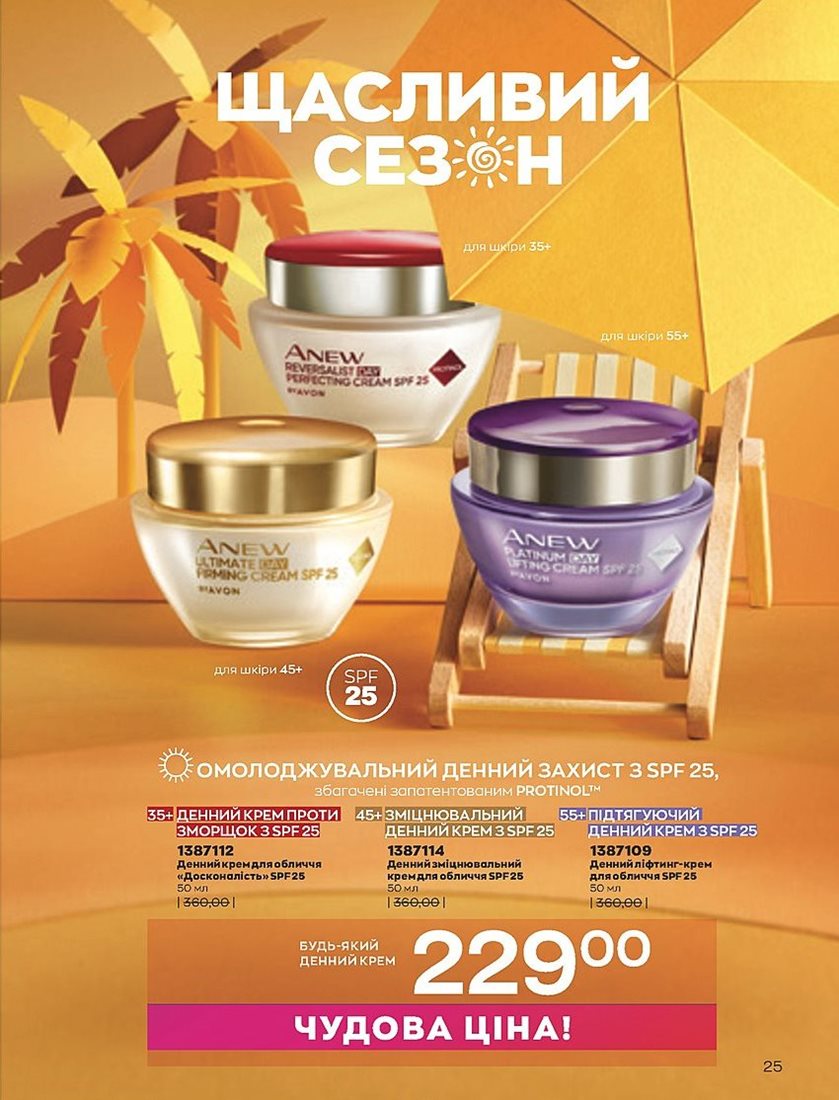 ЩАСЛИВИЙ
СЕЗОН
для шкіри 35+
для шкіри 55+
ANEW
REVERSALIST DAY
PERFECTING CREAM SPF 25
BY AVON
PROTINOL
ANEW
ULTIMATE DAY
FIRMING CREAM SPF 25
BY AVON
ANEW
PLATINUM DAY
LIFTING CREAM SPF 25
BY AVON
для шкіри 45+
SPF
25
ОМОЛОДЖУВАЛЬНИЙ ДЕННИЙ ЗАХИСТ З SPF 25,
збагачені запатентованим PROTINOL™
35+ ДЕННИЙ КРЕМ ПРОТИ
ЗМОРЩОК З SPF 25
1387112
Денний крем для обличчя
«Досконалість» SPF 25
50 мл
| 360,00 |
45+ ЗМІЦНЮВАЛЬНИЙ
ДЕННИЙ КРЕМ З SPF 25
1387114
Денний зміцнювальний
крем для обличчя SPF 25
50 мл
| 360,00 |
55+ ПІДТЯГУЮЧИЙ
ДЕННИЙ КРЕМ З SPF 25
1387109
Денний ліфтинг-крем
для обличчя SPF 25
50 мл
| 360,00 |
БУДЬ-ЯКИЙ
ДЕННИЙ КРЕМ
229⁰⁰
ЧУДОВА ЦІНА!
25